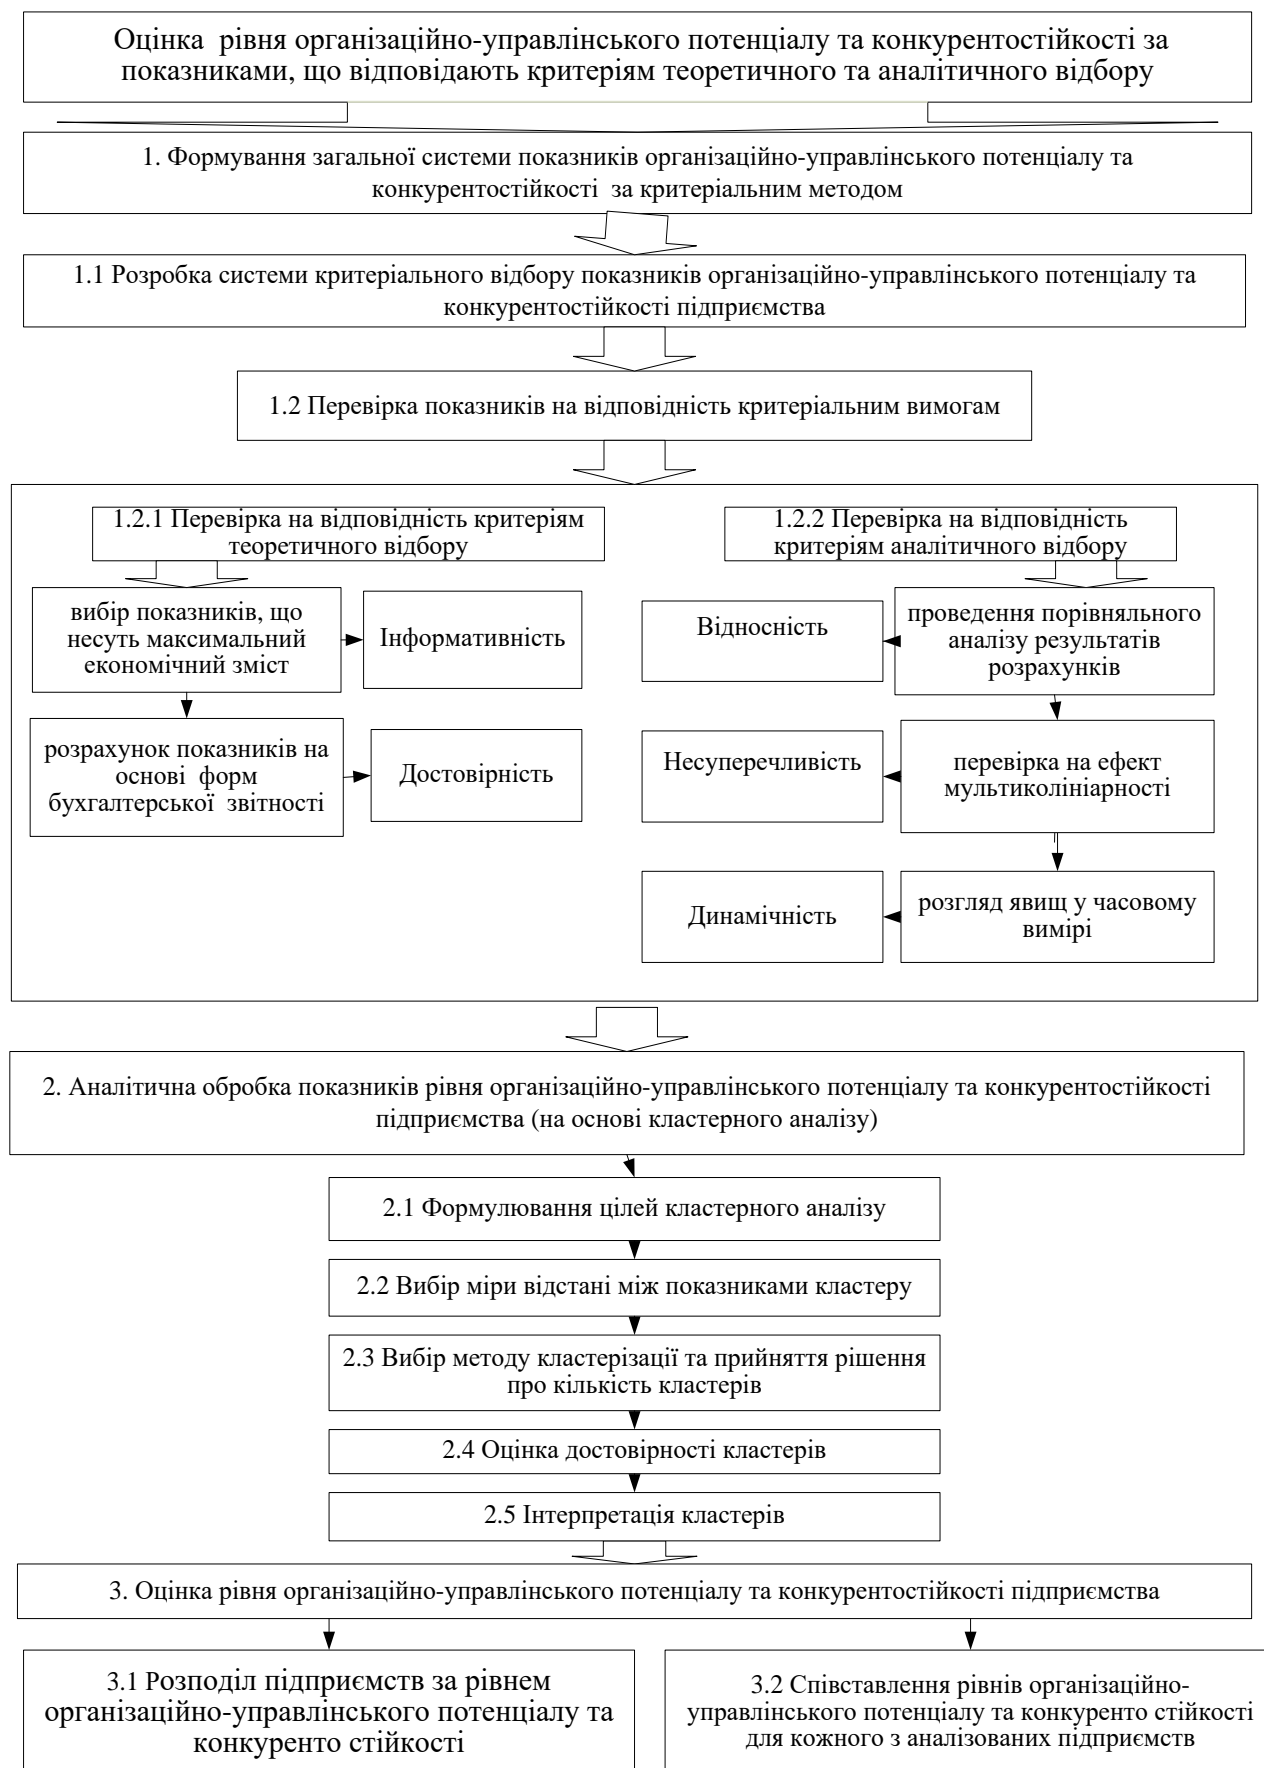 Оцінка рівня організаційно-управлінського потенціалу та конкурентостійкості за
показниками, що відповідають критеріям теоретичного та аналітичного відбору
1. Формування загальної системи показників організаційно-управлінського потенціалу та
конкурентостійкості за критеріальним методом
1.1 Розробка системи критеріального відбору показників організаційно-управлінського потенціалу та
конкурентостійкості підприємства
1.2 Перевірка показників на відповідність критеріальним вимогам
1.2.1 Перевірка на відповідність критеріям
теоретичного відбору
вибір показників, що
несуть максимальний
економічний зміст
Інформативність
розрахунок показників на
основі форм
бухгалтерської звітності
Достовірність
1.2.2 Перевірка на відповідність
критеріям аналітичного відбору
Відносність
проведення порівняльного
аналізу результатів
розрахунків
Несуперечливість
перевірка на ефект
мультиколініарності
Динамічність
розгляд явищ у часовому
вимірі
2. Аналітична обробка показників рівня організаційно-управлінського потенціалу та конкурентостійкості
підприємства (на основі кластерного аналізу)
2.1 Формулювання цілей кластерного аналізу
2.2 Вибір міри відстані між показниками кластеру
2.3 Вибір методу кластерізації та прийняття рішення
про кількість кластерів
2.4 Оцінка достовірності кластерів
2.5 Інтерпретація кластерів
3. Оцінка рівня організаційно-управлінського потенціалу та конкурентостійкості підприємства
3.1 Розподіл підприємств за рівнем
організаційно-управлінського потенціалу та
конкуренто стійкості
3.2 Співставлення рівнів організаційно-
управлінського потенціалу та конкуренто стійкості
для кожного з аналізованих підприємств